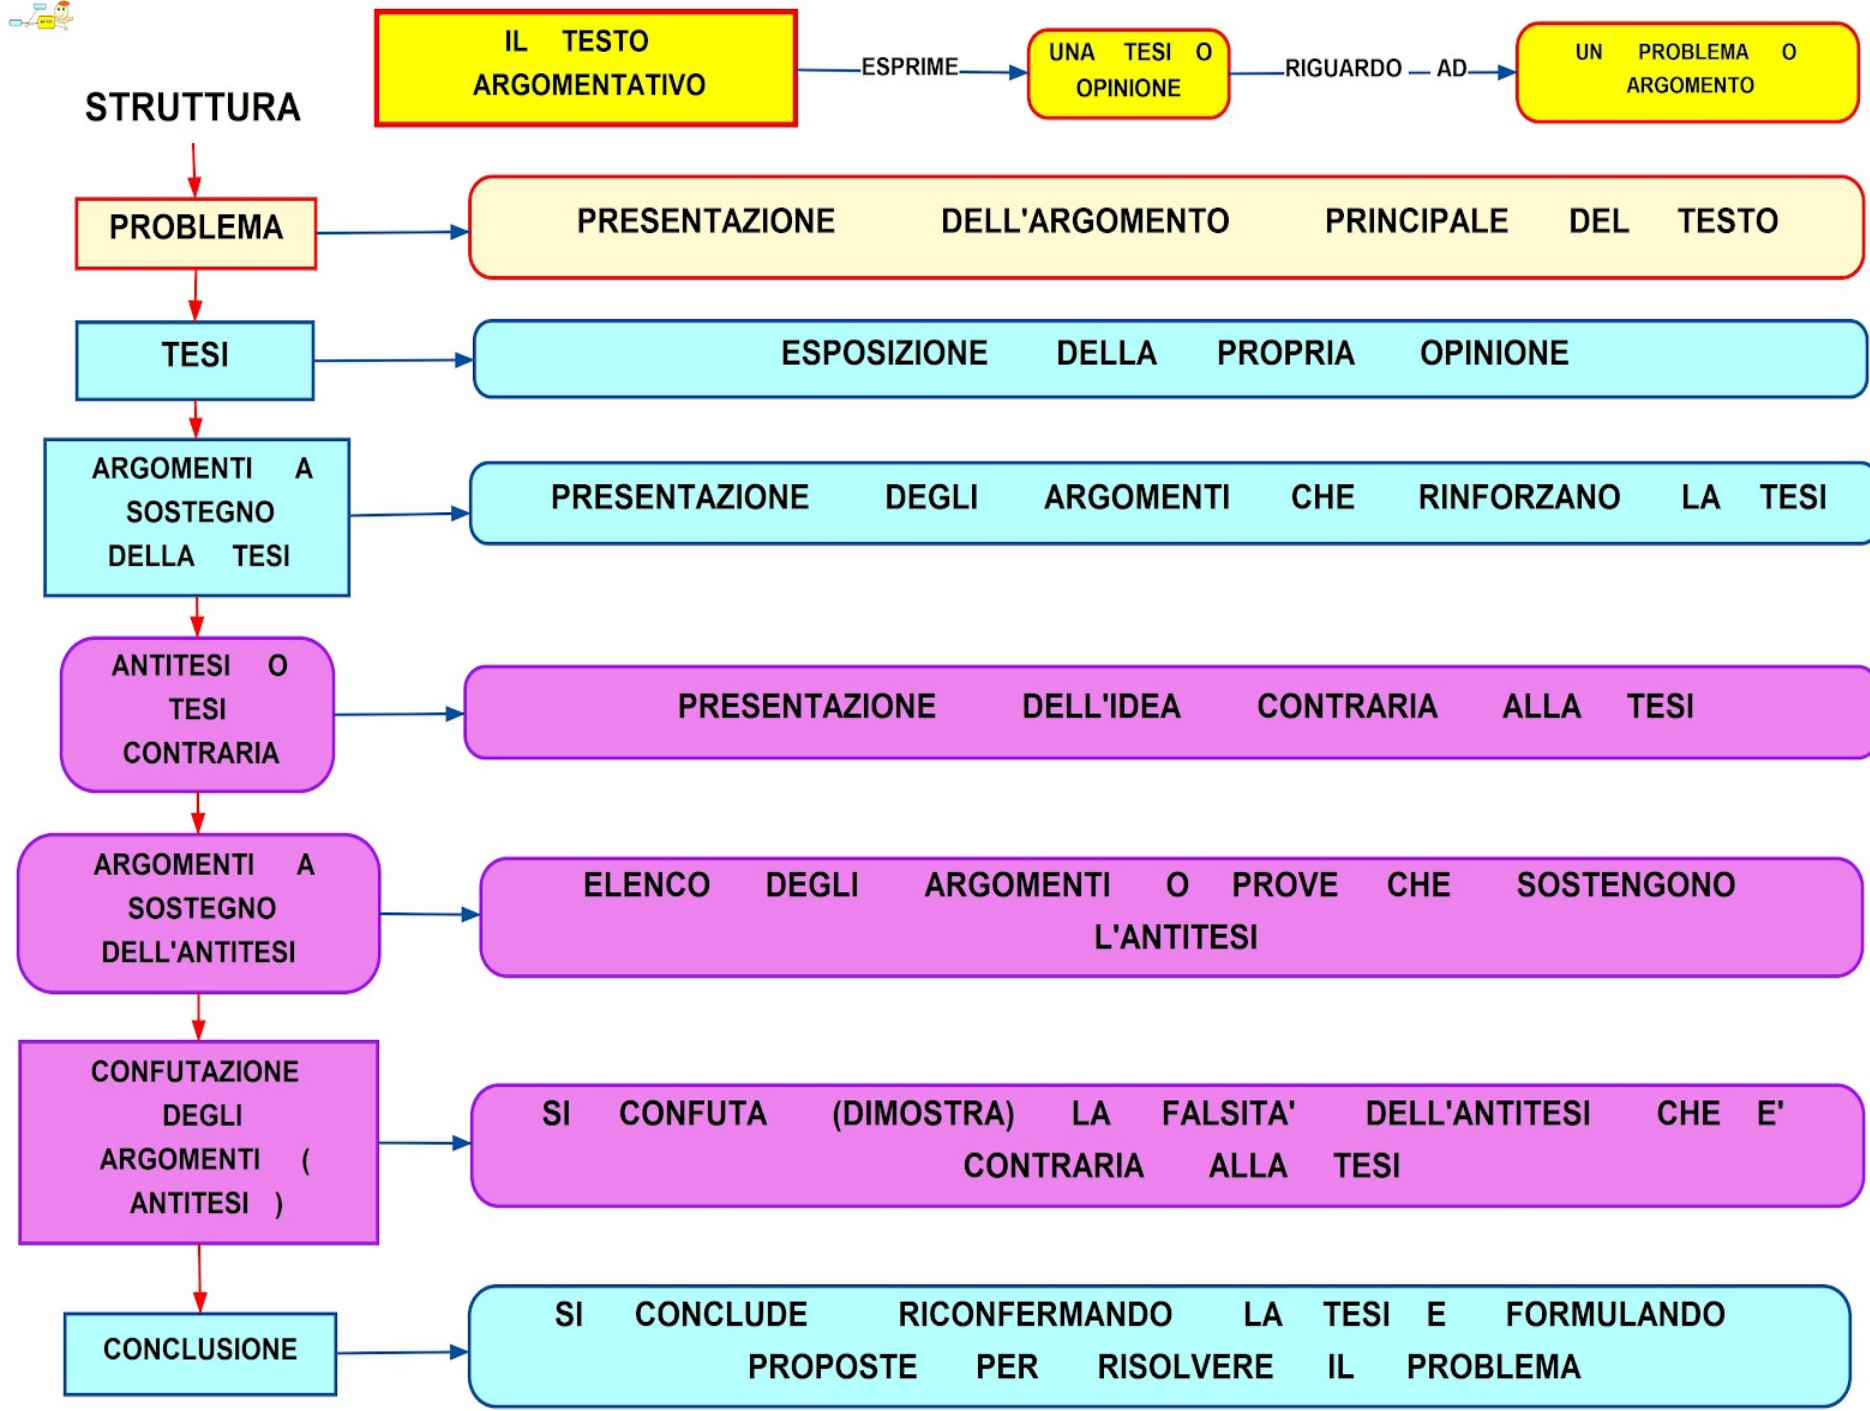 IL TESTO
ARGOMENTATIVO
ESPRIME
UNA TESI O
OPINIONE
RIGUARDO AD
UN PROBLEMA O
ARGOMENTO
STRUTTURA
PROBLEMA
PRESENTAZIONE DELL'ARGOMENTO PRINCIPALE DEL TESTO
TESI
ESPOSIZIONE DELLA PROPRIA OPINIONE
ARGOMENTI A
SOSTEGNO
DELLA TESI
PRESENTAZIONE DEGLI ARGOMENTI CHE RINFORZANO LA TESI
ANTITESI O
TESI
CONTRARIA
PRESENTAZIONE DELL'IDEA CONTRARIA ALLA TESI
ARGOMENTI A
SOSTEGNO
DELL'ANTITESI
ELENCO DEGLI ARGOMENTI O PROVE CHE SOSTENGONO
L'ANTITESI
CONFUTAZIONE
DEGLI
ARGOMENTI (
ANTITESI )
SI CONFUTA (DIMOSTRA) LA FALSITA' DELL'ANTITESI CHE E'
CONTRARIA ALLA TESI
CONCLUSIONE
SI CONCLUDE RICONFERMANDO LA TESI E FORMULANDO
PROPOSTE PER RISOLVERE IL PROBLEMA